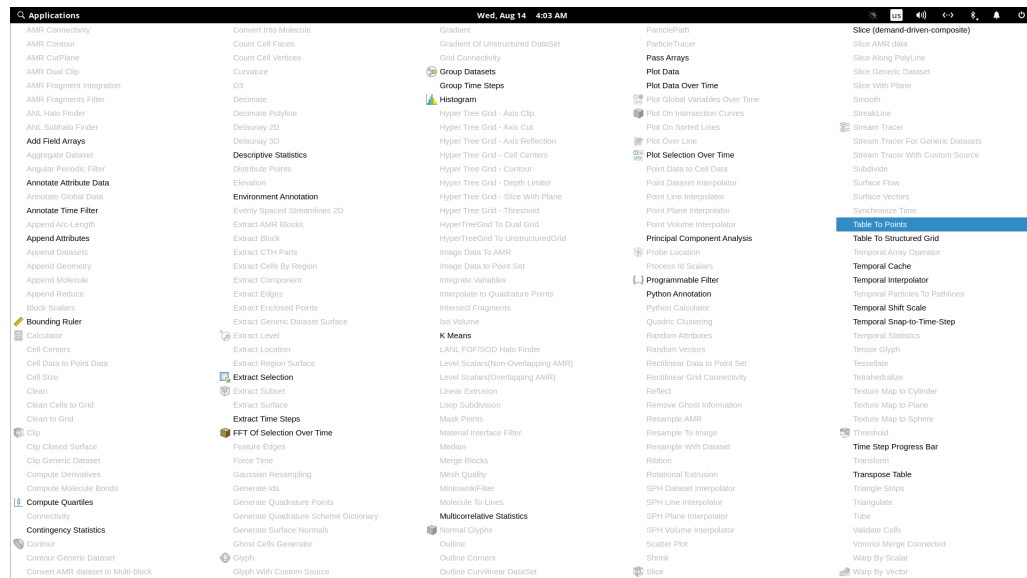 Applications
Wed, Aug 14 4:03 AM
us
AMR Connectivity
AMR Contour
AMR CutPlane
AMR Dual Clip
AMR Fragment Integration
AMR Fragments Filter
ANL Halo Finder
ANL Subhalo Finder
Add Field Arrays
Aggregate Dataset
Angular Periodic Filter
Annotate Attribute Data
Annotate Global Data
Annotate Time Filter
Append Arc-Length
Append Attributes
Append Datasets
Append Geometry
Append Molecule
Append Reduce
Block Scalars
Bounding Ruler
Calculator
Cell Centers
Cell Data to Point Data
Cell Size
Clean
Clean Cells to Grid
Clean to Grid
Clip
Clip Closed Surface
Clip Generic Dataset
Compute Derivatives
Compute Molecule Bonds
Compute Quartiles
Connectivity
Contingency Statistics
Contour
Contour Generic Dataset
Convert AMR dataset to Multi-block
Convert Into Molecule
Count Cell Faces
Count Cell Vertices
Curvature
D3
Decimate
Decimate Polyline
Delaunay 2D
Delaunay 3D
Descriptive Statistics
Distribute Points
Elevation
Environment Annotation
Evenly Spaced Streamlines 2D
Extract AMR Blocks
Extract Block
Extract CTH Parts
Extract Cells By Region
Extract Component
Extract Edges
Extract Enclosed Points
Extract Generic Dataset Surface
Extract Level
Extract Location
Extract Region Surface
Extract Selection
Extract Subset
Extract Surface
Extract Time Steps
FFT Of Selection Over Time
Feature Edges
Force Time
Gaussian Resampling
Generate Ids
Generate Quadrature Points
Generate Quadrature Scheme Dictionary
Generate Surface Normals
Ghost Cells Generator
Glyph
Glyph With Custom Source
Gradient
Gradient Of Unstructured DataSet
Grid Connectivity
Group Datasets
Group Time Steps
Histogram
Hyper Tree Grid - Axis Clip
Hyper Tree Grid - Axis Cut
Hyper Tree Grid - Axis Reflection
Hyper Tree Grid - Cell Centers
Hyper Tree Grid - Contour
Hyper Tree Grid - Depth Limiter
Hyper Tree Grid - Slice With Plane
Hyper Tree Grid - Threshold
HyperTreeGrid To Dual Grid
HyperTreeGrid To UnstructuredGrid
Image Data To AMR
Image Data to Point Set
Integrate Variables
Interpolate to Quadrature Points
Intersect Fragments
Iso Volume
K Means
LANL FOF/SOD Halo Finder
Level Scalars(Non-Overlapping AMR)
Level Scalars(Overlapping AMR)
Linear Extrusion
Loop Subdivision
Mask Points
Material Interface Filter
Median
Merge Blocks
Mesh Quality
MinkowskiFilter
Molecule To Lines
Multicorrelative Statistics
Normal Glyphs
Outline
Outline Corners
Outline Curvilinear DataSet
ParticlePath
ParticleTracer
Pass Arrays
Plot Data
Plot Data Over Time
Plot Global Variables Over Time
Plot On Intersection Curves
Plot On Sorted Lines
Plot Over Line
Plot Selection Over Time
Point Data to Cell Data
Point Dataset Interpolator
Point Line Interpolator
Point Plane Interpolator
Point Volume Interpolator
Principal Component Analysis
Probe Location
Process Id Scalars
{...} Programmable Filter
Python Annotation
Python Calculator
Quadric Clustering
Random Attributes
Random Vectors
Rectilinear Data to Point Set
Rectilinear Grid Connectivity
Reflect
Remove Ghost Information
Resample AMR
Resample To Image
Resample With Dataset
Ribbon
Rotational Extrusion
SPH Dataset Interpolator
SPH Line Interpolator
SPH Plane Interpolator
SPH Volume Interpolator
Scatter Plot
Shrink
Slice
Slice (demand-driven-composite)
Slice AMR data
Slice Along PolyLine
Slice Generic Dataset
Slice With Plane
Smooth
StreakLine
Stream Tracer
Stream Tracer For Generic Datasets
Stream Tracer With Custom Source
Subdivide
Surface Flow
Surface Vectors
Synchronize Time
Table To Points
Table To Structured Grid
Temporal Array Operator
Temporal Cache
Temporal Interpolator
Temporal Particles To Pathlines
Temporal Shift Scale
Temporal Snap-to-Time-Step
Temporal Statistics
Tensor Glyph
Tessellate
Tetrahedralize
Texture Map to Cylinder
Texture Map to Plane
Texture Map to Sphere
Threshold
Time Step Progress Bar
Transform
Transpose Table
Triangle Strips
Triangulate
Tube
Validate Cells
Voronoi Merge Connected
Warp By Scalar
Warp By Vector